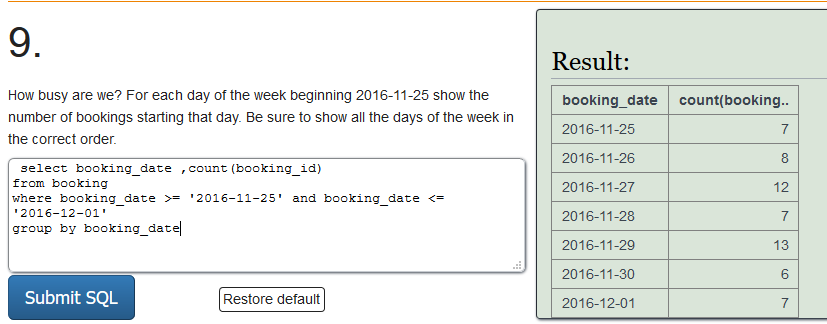 9.
How busy are we? For each day of the week beginning 2016-11-25 show the
number of bookings starting that day. Be sure to show all the days of the week in
the correct order.
select booking_date ,count(booking_id)
from booking
where booking_date >= '2016-11-25' and booking_date <=
'2016-12-01'
group by booking_date
Submit SQL
Restore default
Result:
booking_date count(booking..
2016-11-25 7
2016-11-26 8
2016-11-27 12
2016-11-28 7
2016-11-29 13
2016-11-30 6
2016-12-01 7